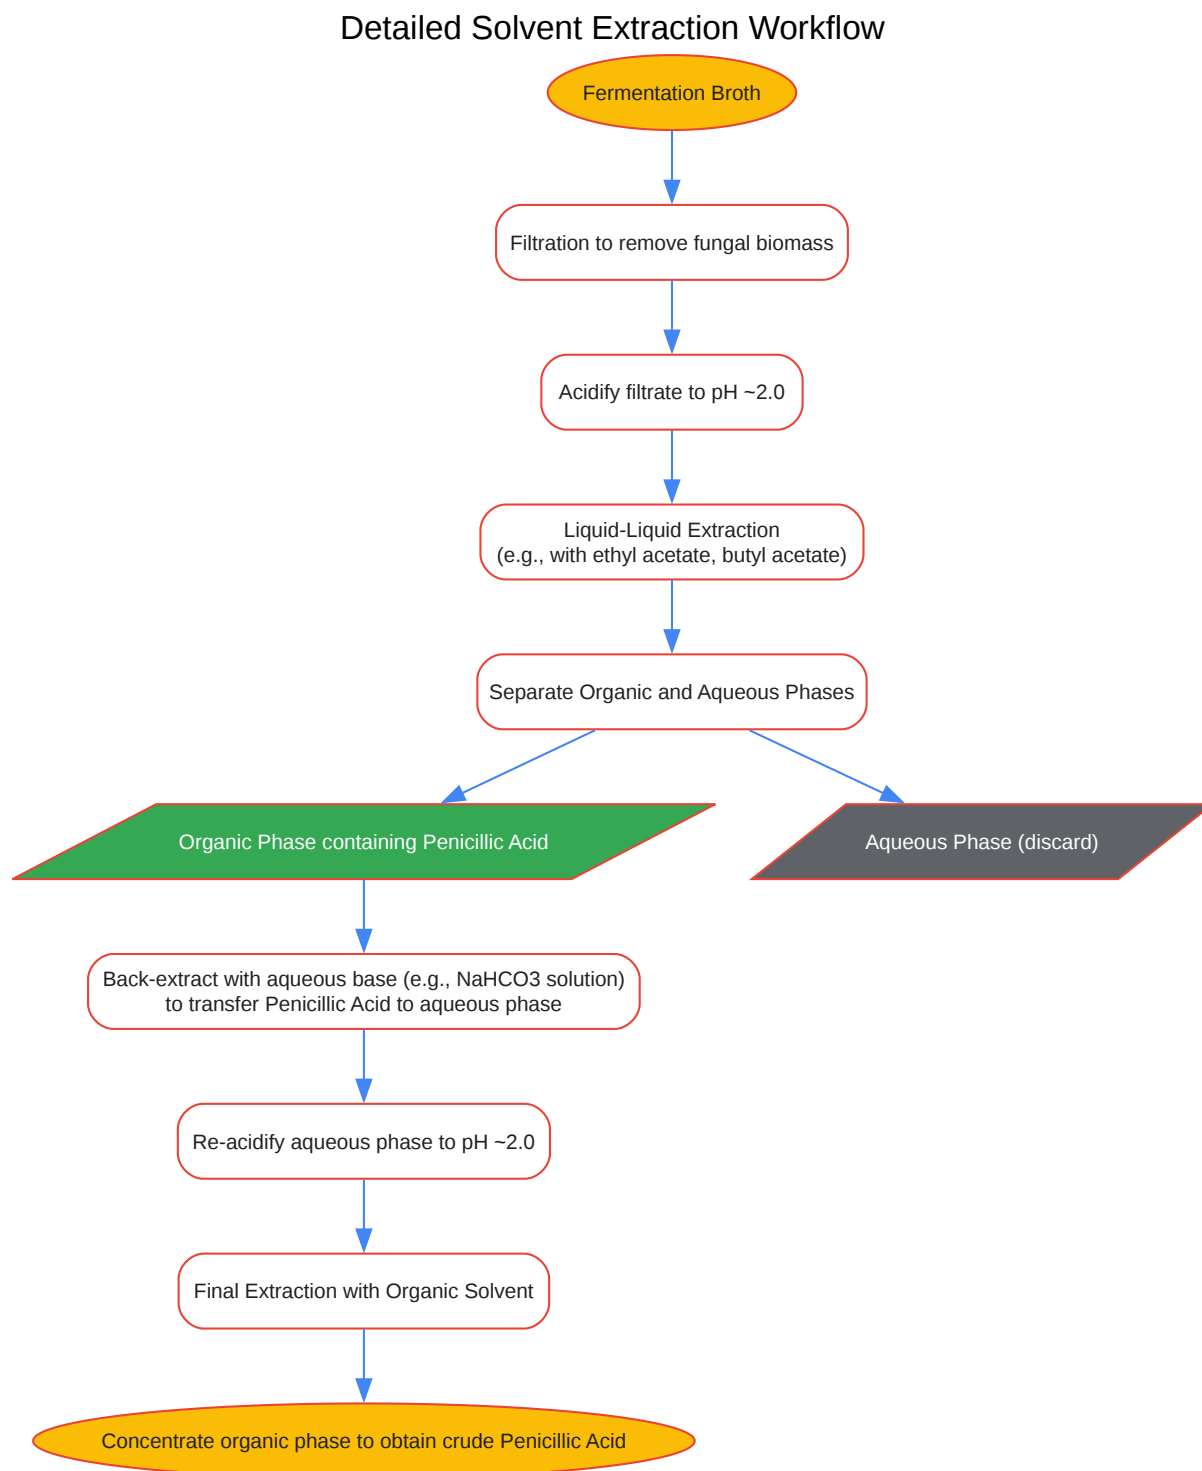 Detailed Solvent Extraction Workflow
Fermentation Broth
Filtration to remove fungal biomass
Acidify filtrate to pH ~2.0
Liquid-Liquid Extraction
(e.g., with ethyl acetate, butyl acetate)
Separate Organic and Aqueous Phases
Organic Phase containing Penicillic Acid
Aqueous Phase (discard)
Back-extract with aqueous base (e.g., NaHCO3 solution)
to transfer Penicillic Acid to aqueous phase
Re-acidify aqueous phase to pH ~2.0
Final Extraction with Organic Solvent
Concentrate organic phase to obtain crude Penicillic Acid